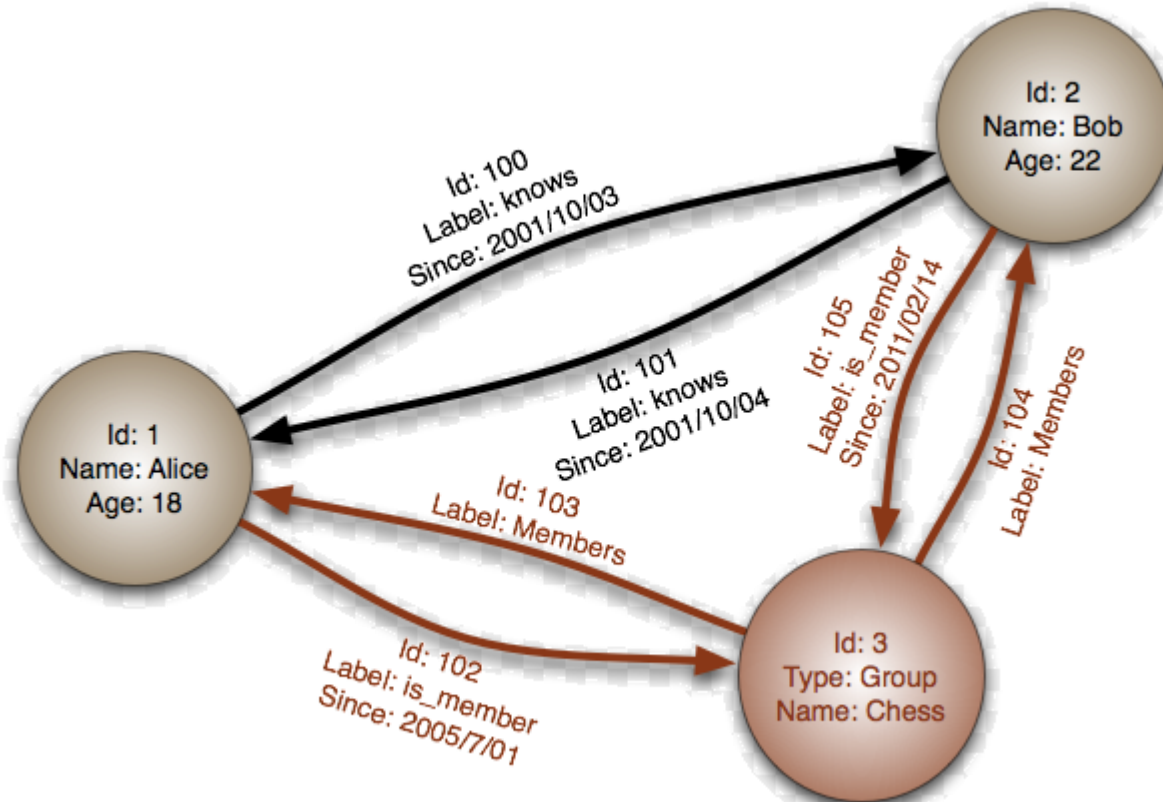 Id: 2
Name: Bob
Age: 22
Id: 100
Label: knows
Since: 2001/10/03
Id: 101
Label: knows
Since: 2001/10/04
Id: 105
Label: is_member
Since: 2011/02/14
Id: 104
Label: Members
Id: 1
Name: Alice
Age: 18
Id: 103
Label: Members
Id: 102
Label: is_member
Since: 2005/7/01
Id: 3
Type: Group
Name: Chess